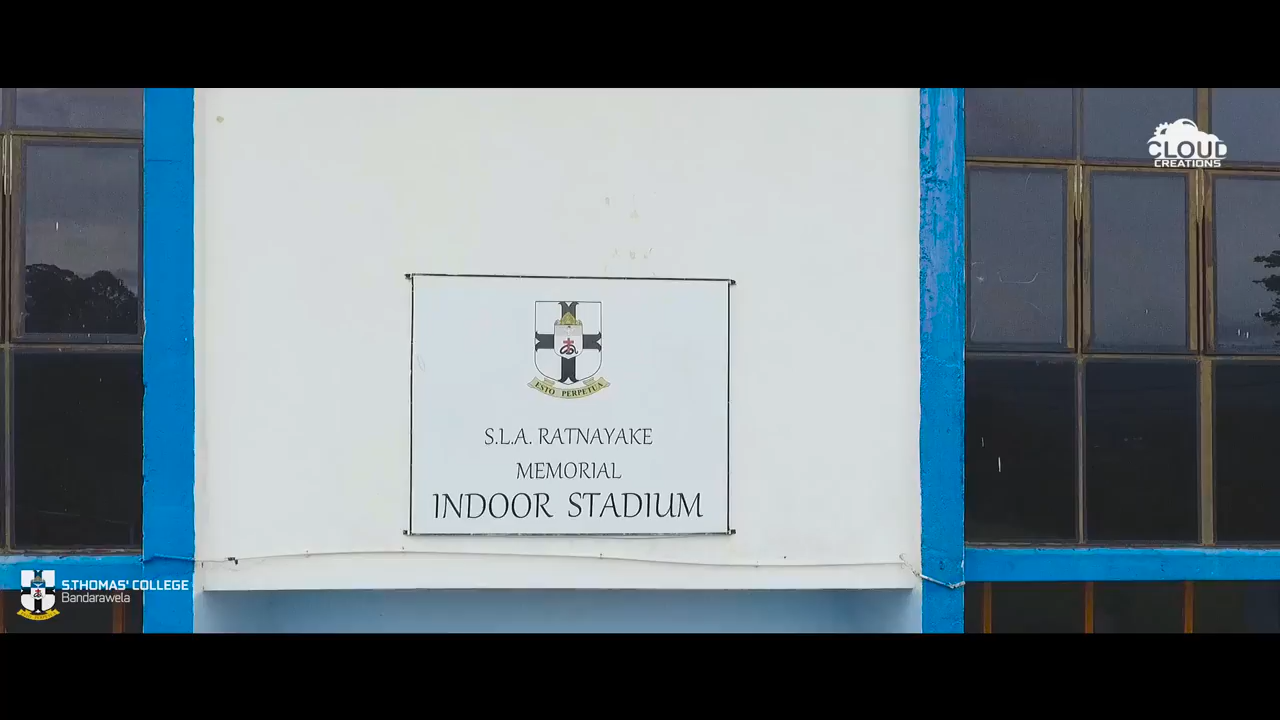 CLOUD
CREATIONS
ESTO PERPETUA
S.L.A. RATNAYAKE
MEMORIAL
INDOOR STADIUM
S.THOMAS' COLLEGE
Bandarawela